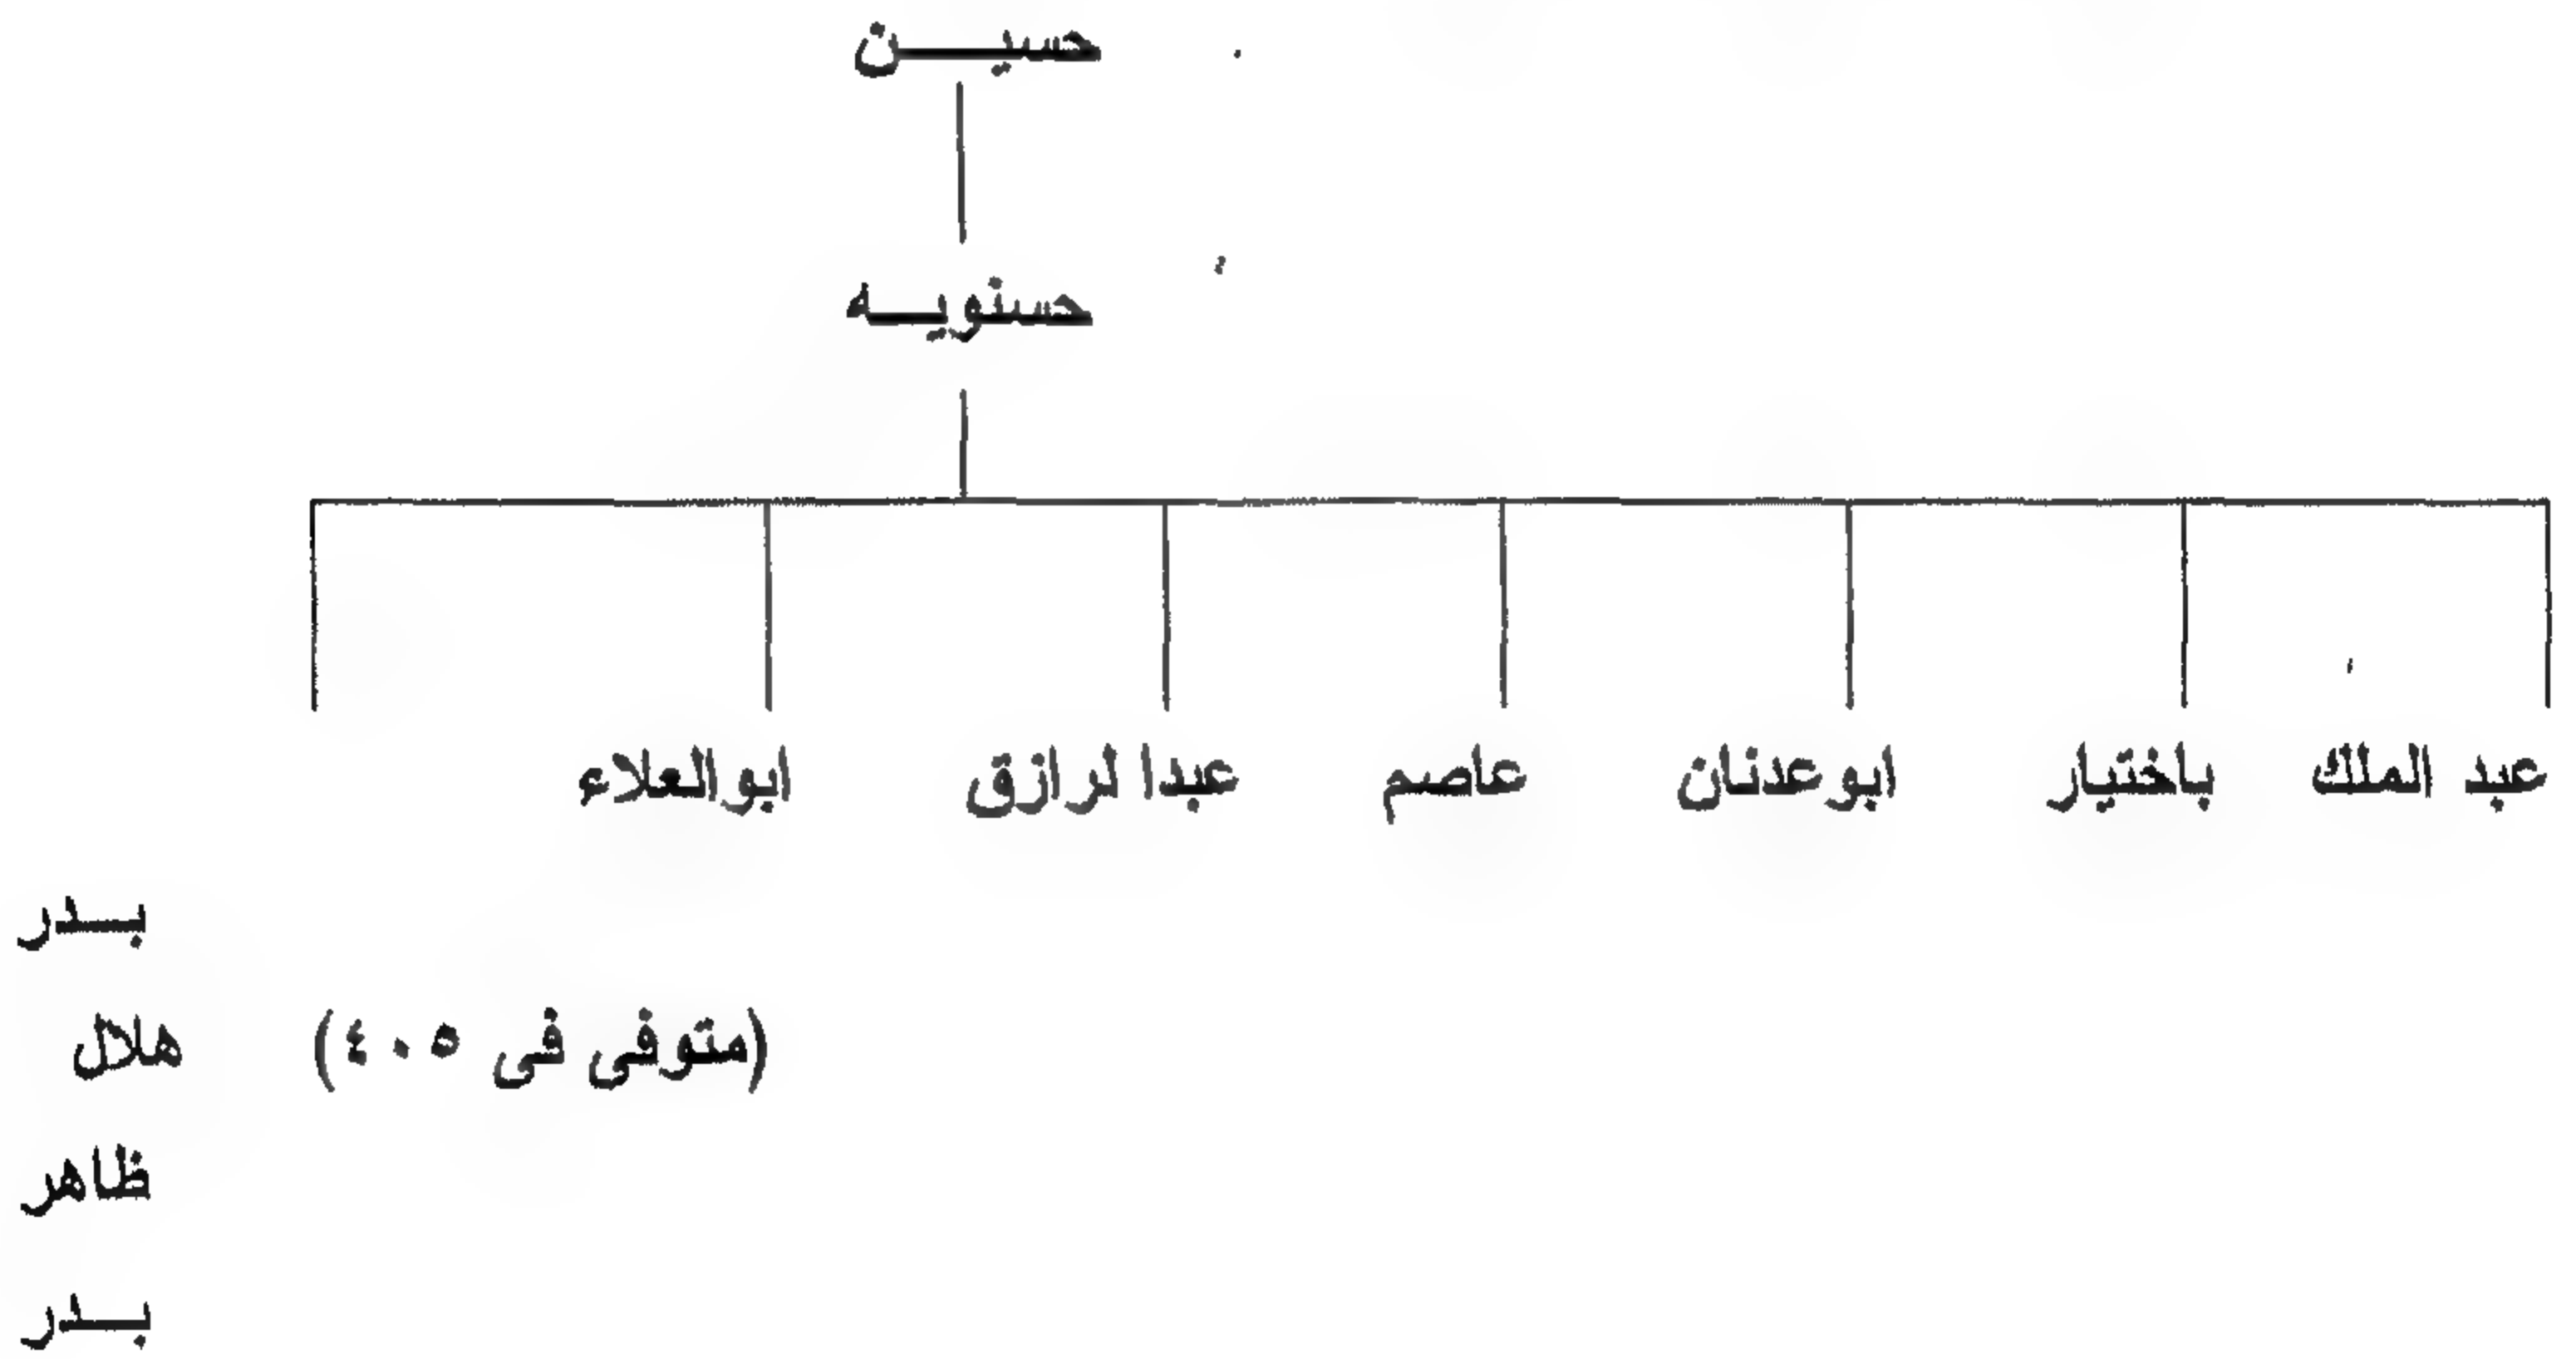 حسين
حسنويه
عبد الملك باختيار ابوعدنان عاصم عبدا لرازق ابوالعلاء
بدر
(متوفى فى ٤٠٥) هلال
ظاهر
بدر